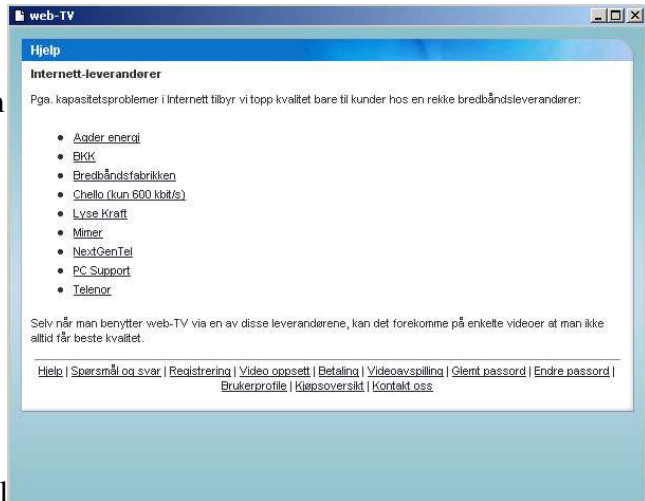 web-TV
Hjelp
Internett-leverandører
Pga. kapasitetsproblemer i Internett tilbyr vi topp kvalitet bare til kunder hos en rekke bredbåndsleverandører:
• Agder energi
• BKK
• Bredbåndsfabrikken
• Chello (kun 600 kbit/s)
• Lyse Kraft
• Mimer
• NextGenTel
• PC Support
• Telenor
Selv når man benytter web-TV via en av disse leverandørene, kan det forekomme på enkelte videoer at man ikke
alltid får beste kvalitet.
Hjelp | Spørsmål og svar | Registrering | Video oppsett | Betaling | Videoavspilling | Glemt passord | Endre passord |
Brukerprofile | Kjøpsoversikt | Kontakt oss